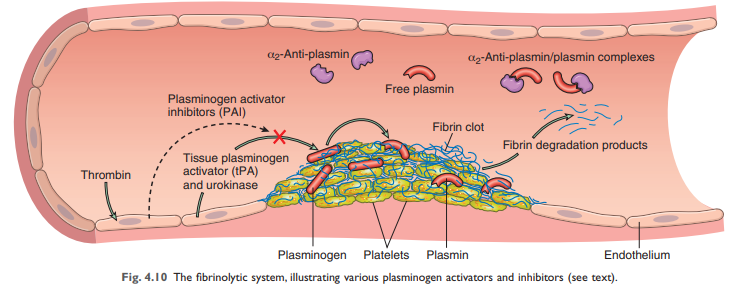 α2-Anti-plasmin
α2-Anti-plasmin/plasmin complexes
Free plasmin
Plasminogen activator
inhibitors (PAI)
Fibrin clot
Fibrin degradation products
Tissue plasminogen
activator (tPA)
and urokinase
Thrombin
Plasminogen
Platelets
Plasmin
Endothelium
Fig. 4.10 The fibrinolytic system, illustrating various plasminogen activators and inhibitors (see text).